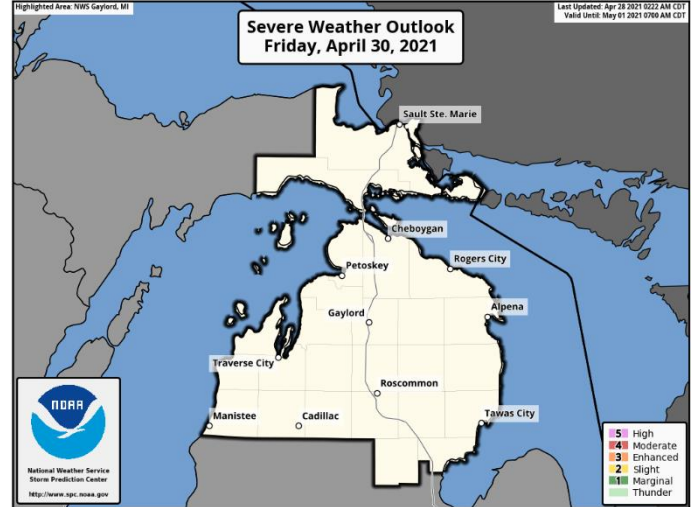 Highlighted Area: NWS Gaylord, MI
Last Updated: Apr 28 2021 0222 AM CDT
Valid Until: May 01 2021 0700 AM CDT
Severe Weather Outlook
Friday, April 30, 2021
Sault Ste. Marie
Cheboygan
Rogers City
Petoskey
Alpena
Gaylord
Traverse City
Roscommon
Manistee
Cadillac
Tawas City
NOAA
National Weather Service
Storm Prediction Center
http://www.spc.noaa.gov
5 High
4 Moderate
3 Enhanced
2 Slight
1 Marginal
Thunder